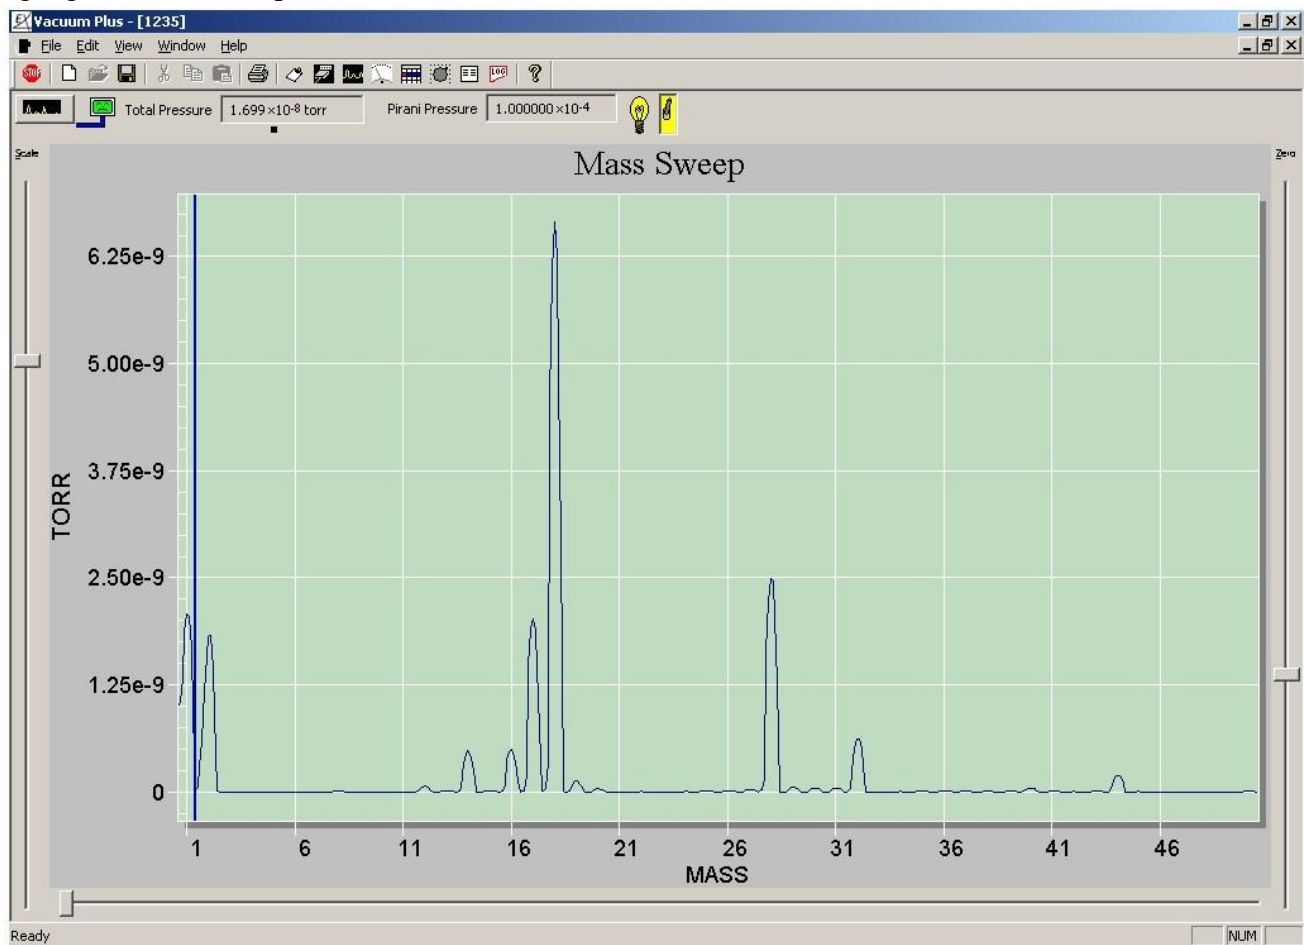 Vacuum Plus - [1235]
File Edit View Window Help
STOP LOG ?
Total Pressure 1.699×10-8 torr Pirani Pressure 1.000000×10-4
Scale Zero
Mass Sweep
6.25e-9
5.00e-9
3.75e-9
2.50e-9
1.25e-9
0
TORR
1 6 11 16 21 26 31 36 41 46
MASS
Ready NUM